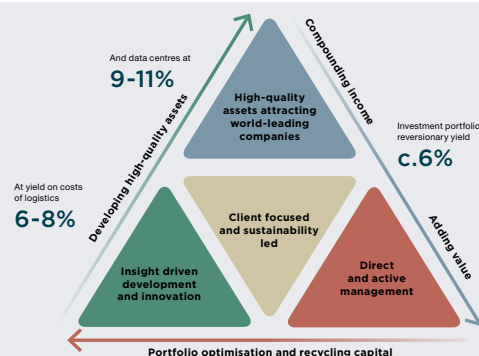 And data centres at
9-11%
Developing high-quality assets
At yield on costs
of logistics
6-8%
High-quality
assets attracting
world-leading
companies
Compounding income
Investment portfolio
reversionary yield
c.6%
Adding value
Client focused
and sustainability
led
Insight driven
development
and innovation
Direct
and active
management
Portfolio optimisation and recycling capital